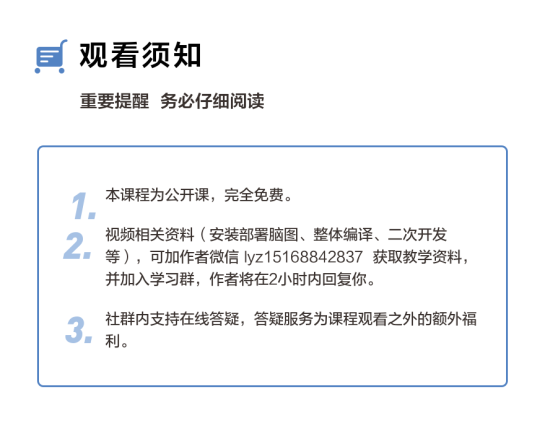 观看须知
重要提醒 务必仔细阅读
1. 本课程为公开课，完全免费。
2. 视频相关资料（安装部署脑图、整体编译、二次开发
等），可加作者微信 lyz15168842837 获取教学资料，
并加入学习群，作者将在2小时内回复你。
3. 社群内支持在线答疑，答疑服务为课程观看之外的额外福
利。